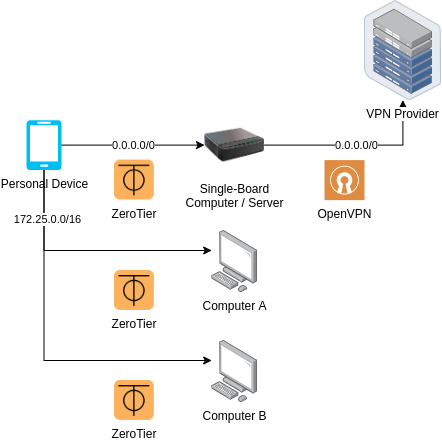 VPN Provider
0.0.0.0/0
0.0.0.0/0
Personal Device
ZeroTier
Single-Board
Computer / Server
OpenVPN
172.25.0.0/16
Computer A
ZeroTier
Computer B
ZeroTier